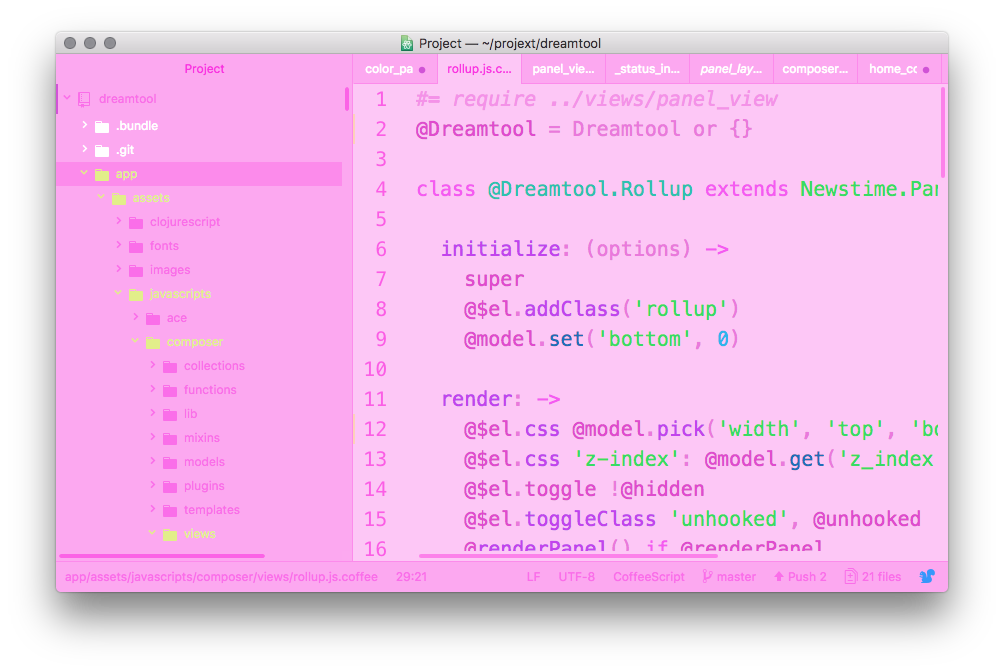 Project — ~/projext/dreamtool
Project
color_pa
rollup.js.c...
panel_vie...
_status_in...
panel_lay...
composer...
home_cc
dreamtool
.bundle
.git
app
assets
clojurescript
fonts
images
javascripts
ace
composer
collections
functions
lib
mixins
models
plugins
templates
views
1 #= require ../views/panel_view
2 @Dreamtool = Dreamtool or {}
3
4 class @Dreamtool.Rollup extends Newstime.Pan
5
6 initialize: (options) ->
7 super
8 @$el.addClass('rollup')
9 @model.set('bottom', 0)
10
11 render: ->
12 @$el.css @model.pick('width', 'top', 'bo
13 @$el.css 'z-index': @model.get('z_index
14 @$el.toggle !@hidden
15 @$el.toggleClass 'unhooked', @unhooked
16 @renderPanel() if @renderPanel
app/assets/javascripts/composer/views/rollup.js.coffee 29:21 LF UTF-8 CoffeeScript master Push 2 21 files